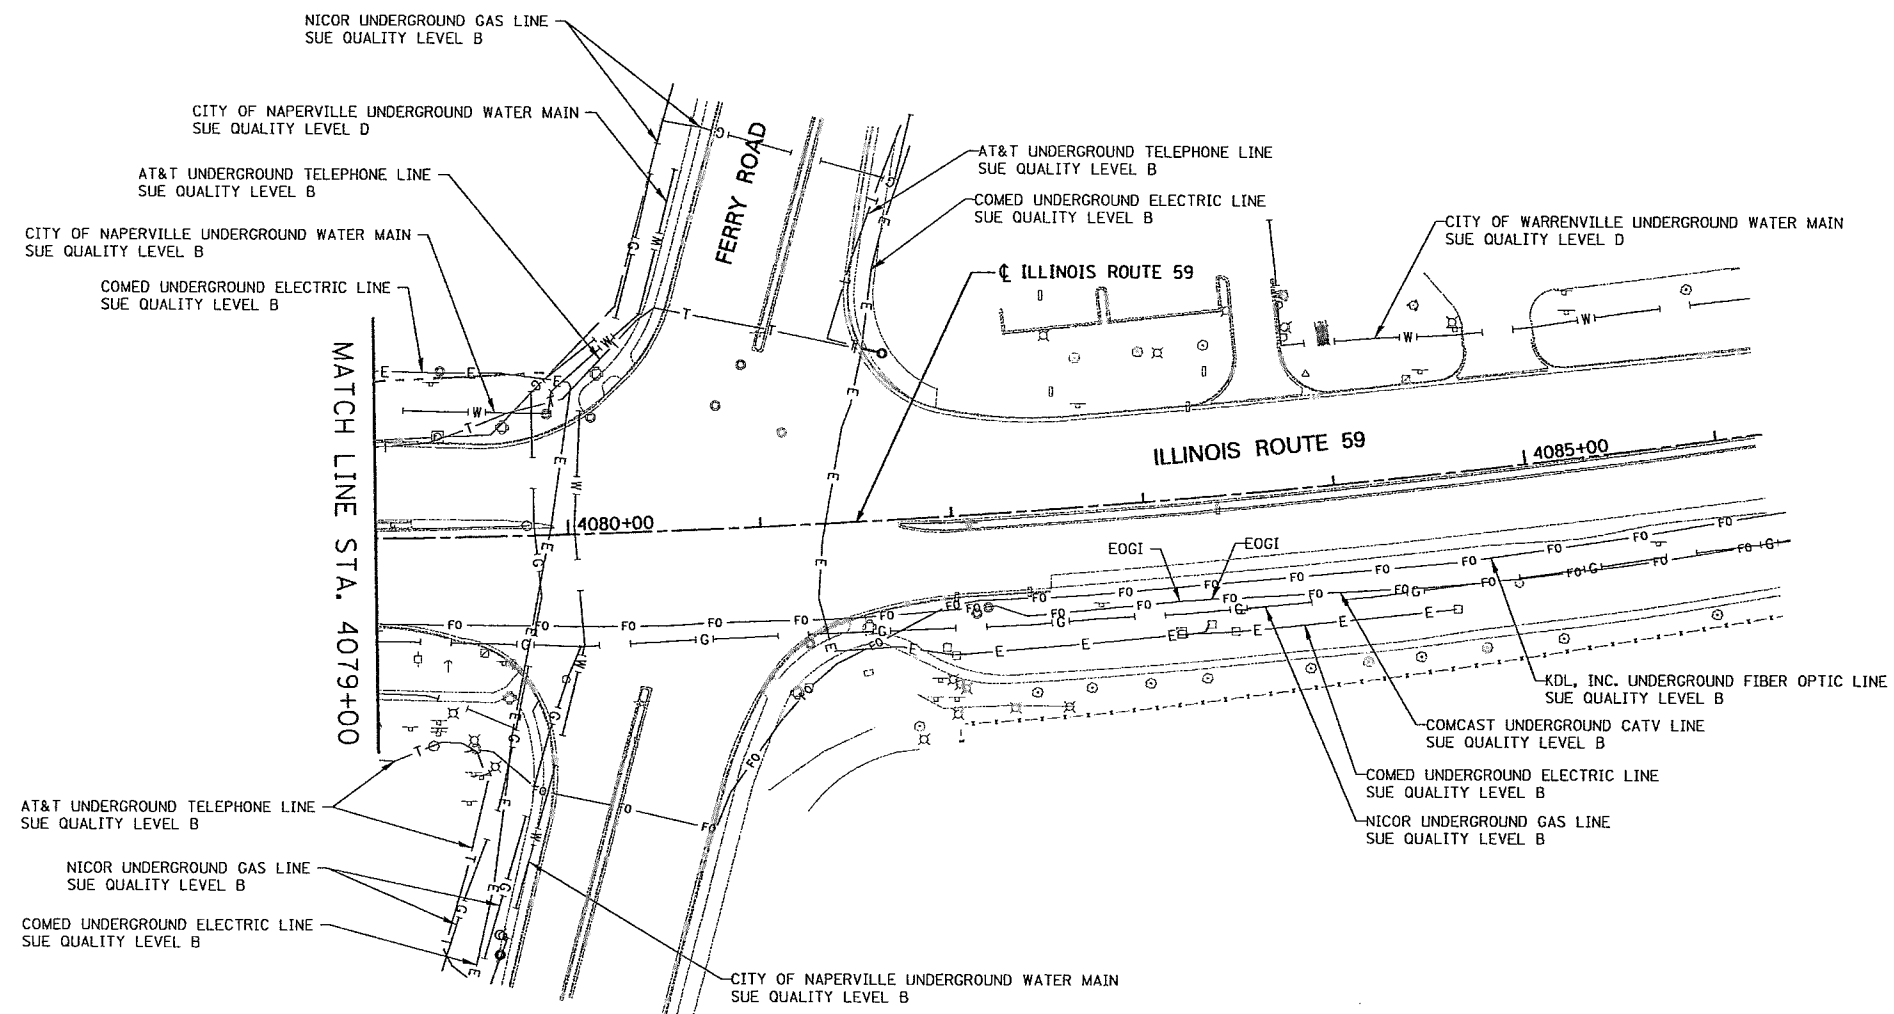 NICOR UNDERGROUND GAS LINE
SUE QUALITY LEVEL B
CITY OF NAPERVILLE UNDERGROUND WATER MAIN
SUE QUALITY LEVEL D
AT&T UNDERGROUND TELEPHONE LINE
SUE QUALITY LEVEL B
CITY OF NAPERVILLE UNDERGROUND WATER MAIN
SUE QUALITY LEVEL B
COMED UNDERGROUND ELECTRIC LINE
SUE QUALITY LEVEL B
FERRY ROAD
AT&T UNDERGROUND TELEPHONE LINE
SUE QUALITY LEVEL B
COMED UNDERGROUND ELECTRIC LINE
SUE QUALITY LEVEL B
℄ ILLINOIS ROUTE 59
CITY OF WARRENVILLE UNDERGROUND WATER MAIN
SUE QUALITY LEVEL D
MATCH LINE STA. 4079+00
ILLINOIS ROUTE 59
4085+00
4080+00
EOGI
EOGI
KDL, INC. UNDERGROUND FIBER OPTIC LINE
SUE QUALITY LEVEL B
COMCAST UNDERGROUND CATV LINE
SUE QUALITY LEVEL B
COMED UNDERGROUND ELECTRIC LINE
SUE QUALITY LEVEL B
NICOR UNDERGROUND GAS LINE
SUE QUALITY LEVEL B
AT&T UNDERGROUND TELEPHONE LINE
SUE QUALITY LEVEL B
NICOR UNDERGROUND GAS LINE
SUE QUALITY LEVEL B
COMED UNDERGROUND ELECTRIC LINE
SUE QUALITY LEVEL B
CITY OF NAPERVILLE UNDERGROUND WATER MAIN
SUE QUALITY LEVEL B